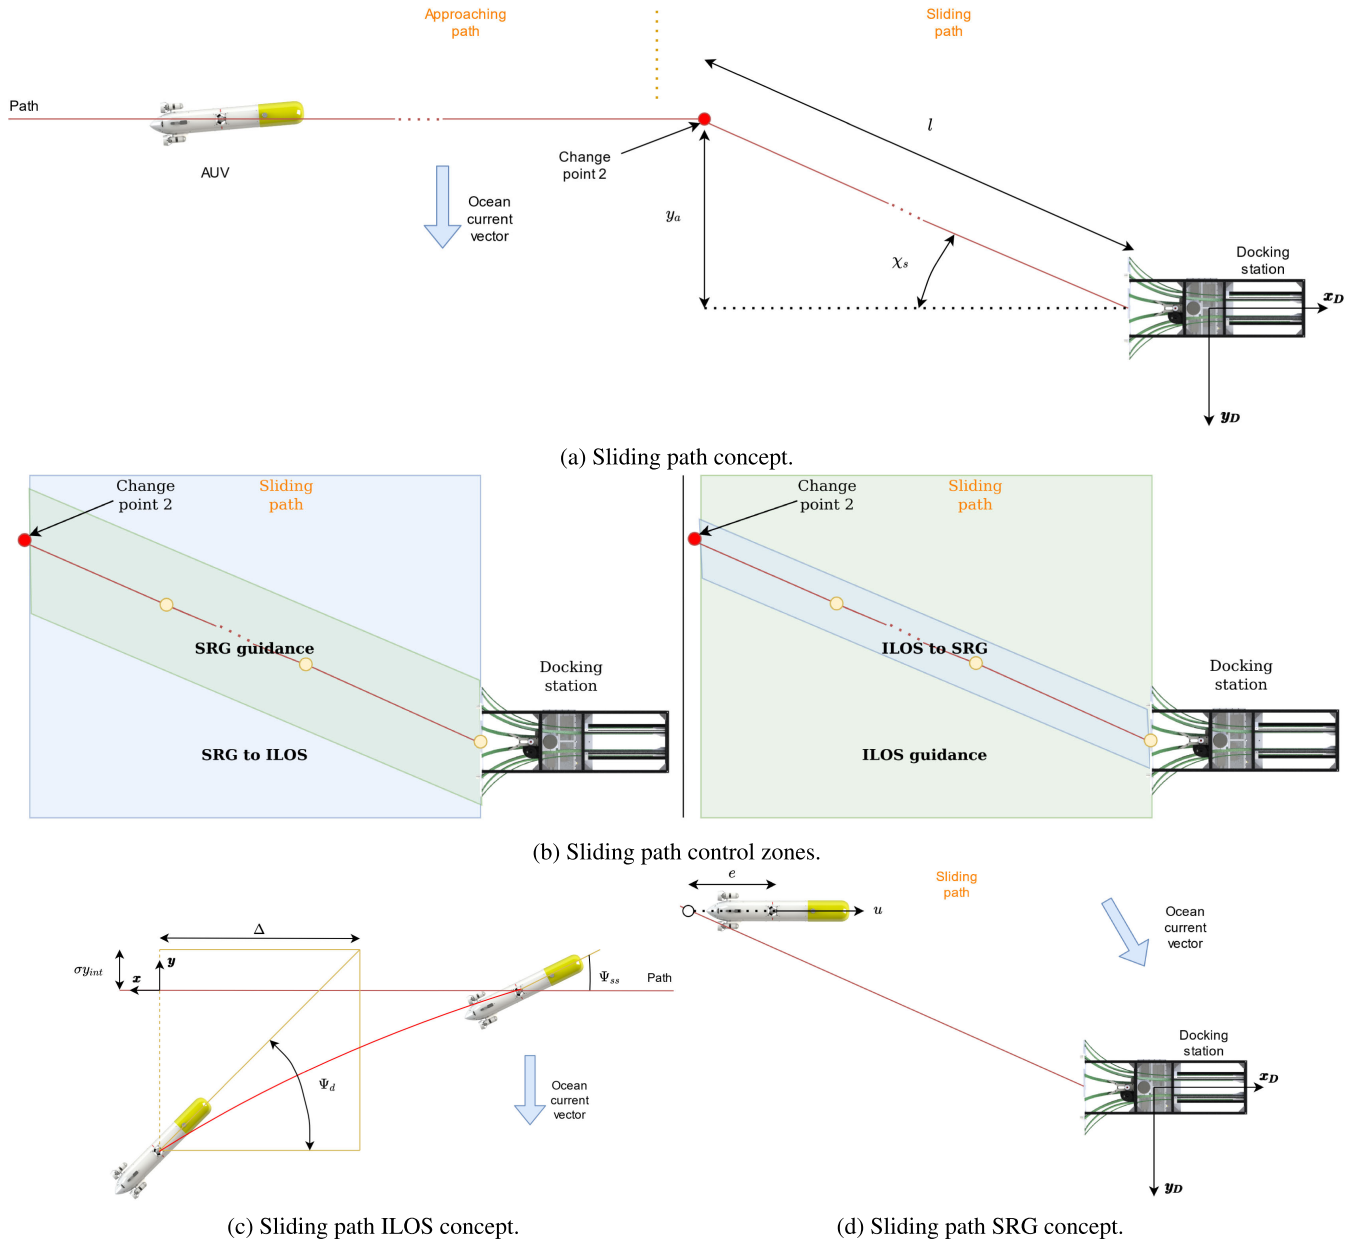 Approaching
path
Sliding
path
Path
AUV
Ocean
current
vector
Change
point 2
l
y_a
χ_s
Docking
station
x_D
y_D
(a) Sliding path concept.
Change
point 2
Sliding
path
SRG guidance
SRG to ILOS
Docking
station
Change
point 2
Sliding
path
ILOS to SRG
ILOS guidance
Docking
station
(b) Sliding path control zones.
Δ
σy_int
x
y
Ψ_ss
Path
Ψ_d
Ocean
current
vector
(c) Sliding path ILOS concept.
e
u
Sliding
path
Ocean
current
vector
Docking
station
x_D
y_D
(d) Sliding path SRG concept.